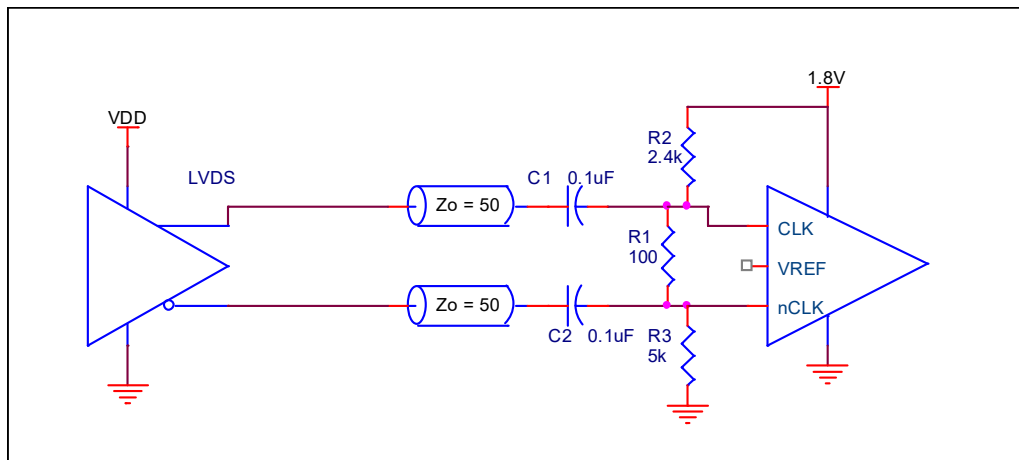 1.8V
VDD
R2
2.4k
LVDS
C1 0.1uF
Zo = 50
R1
100
CLK
VREF
Zo = 50
nCLK
C2 0.1uF
R3
5k